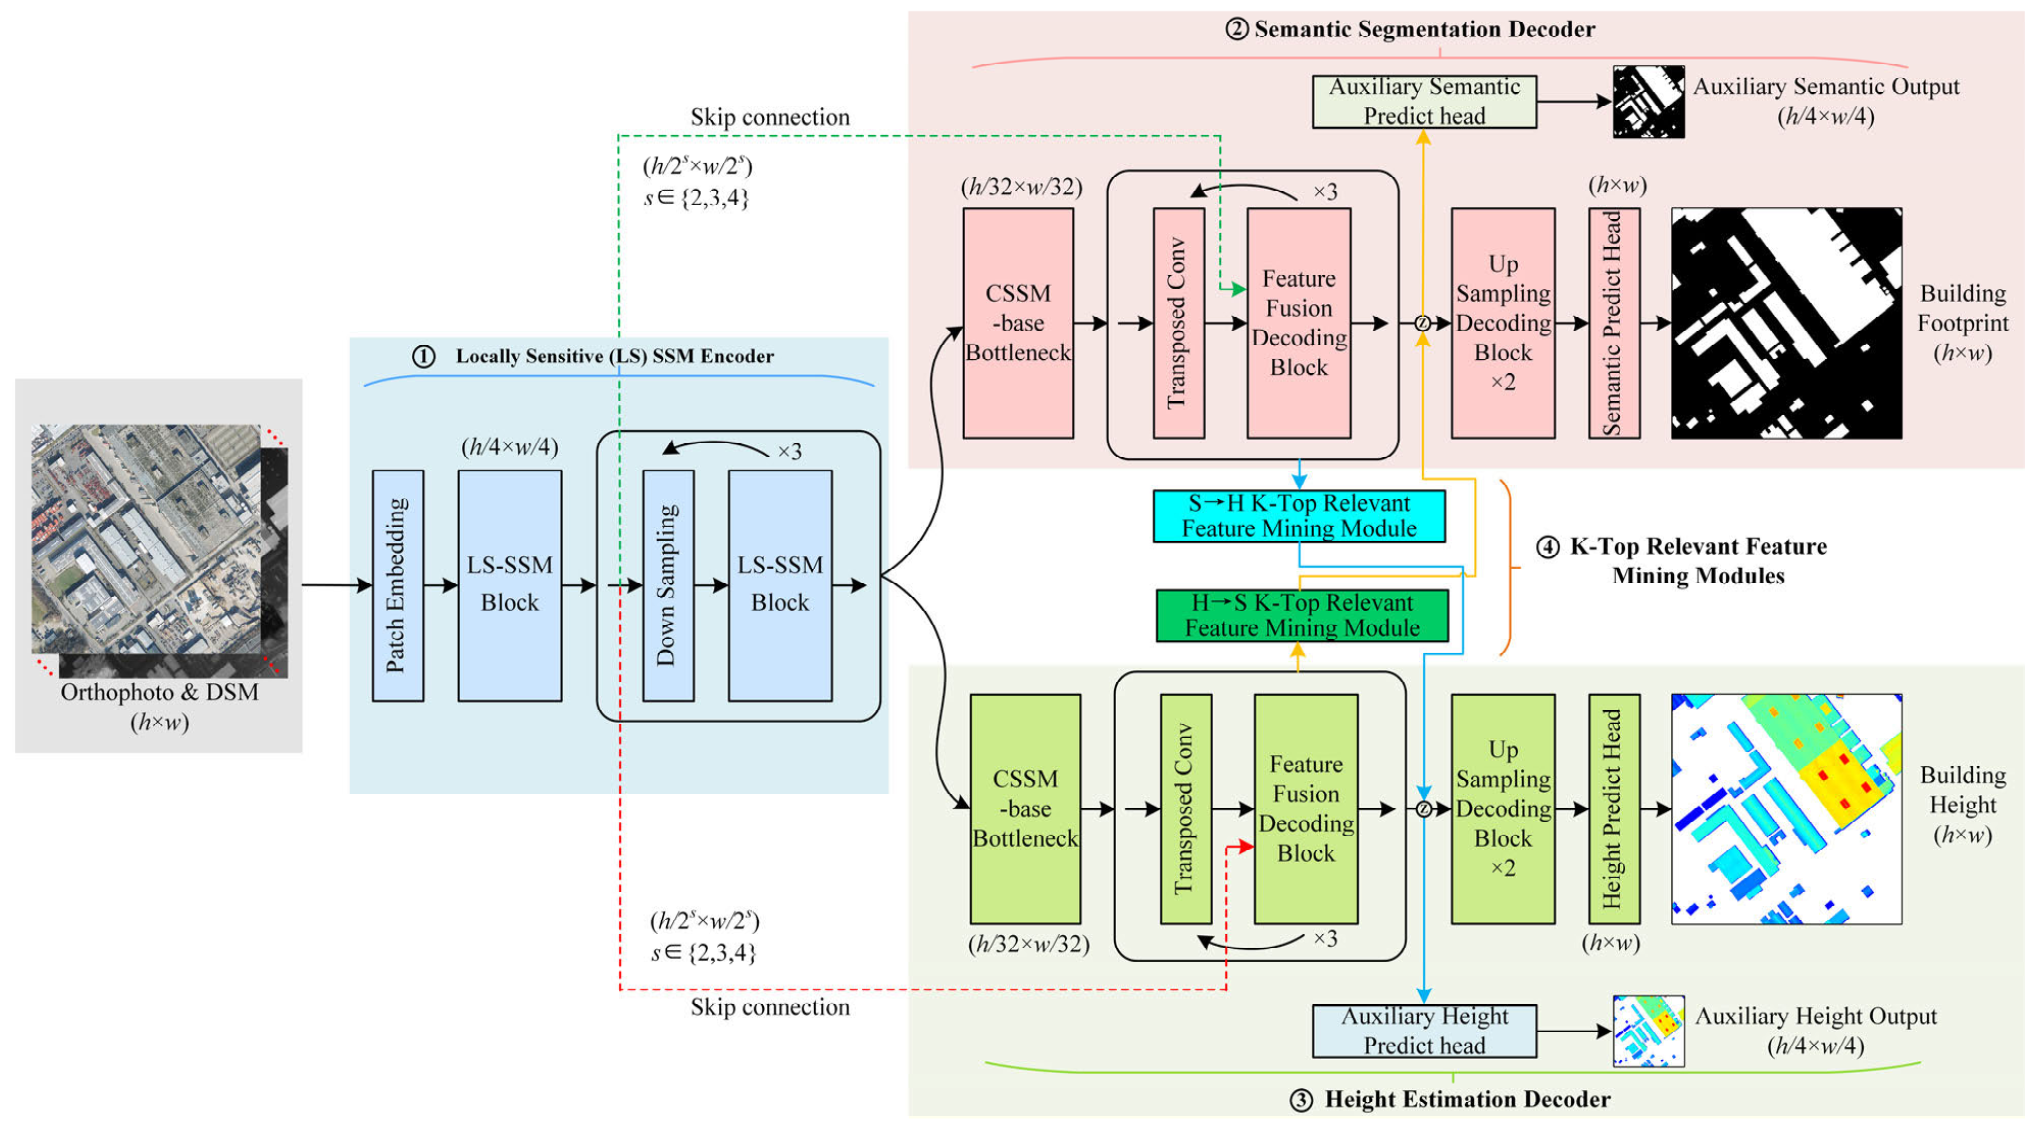 ② Semantic Segmentation Decoder
Auxiliary Semantic
Predict head
Auxiliary Semantic Output
(h/4×w/4)
Skip connection
(h/2ˢ×w/2ˢ)
s∈{2,3,4}
(h/32×w/32)
×3
(h×w)
CSSM
-base
Bottleneck
Transposed Conv
Feature
Fusion
Decoding
Block
Z
Up
Sampling
Decoding
Block
×2
Semantic Predict Head
Building
Footprint
(h×w)
① Locally Sensitive (LS) SSM Encoder
(h/4×w/4)
×3
Patch Embedding
LS-SSM
Block
Down Sampling
LS-SSM
Block
Orthophoto & DSM
(h×w)
S→H K-Top Relevant
Feature Mining Module
H→S K-Top Relevant
Feature Mining Module
④ K-Top Relevant Feature
Mining Modules
CSSM
-base
Bottleneck
(h/32×w/32)
Transposed Conv
Feature
Fusion
Decoding
Block
×3
Z
Up
Sampling
Decoding
Block
×2
Height Predict Head
(h×w)
Building
Height
(h×w)
(h/2ˢ×w/2ˢ)
s∈{2,3,4}
Skip connection
Auxiliary Height
Predict head
Auxiliary Height Output
(h/4×w/4)
③ Height Estimation Decoder